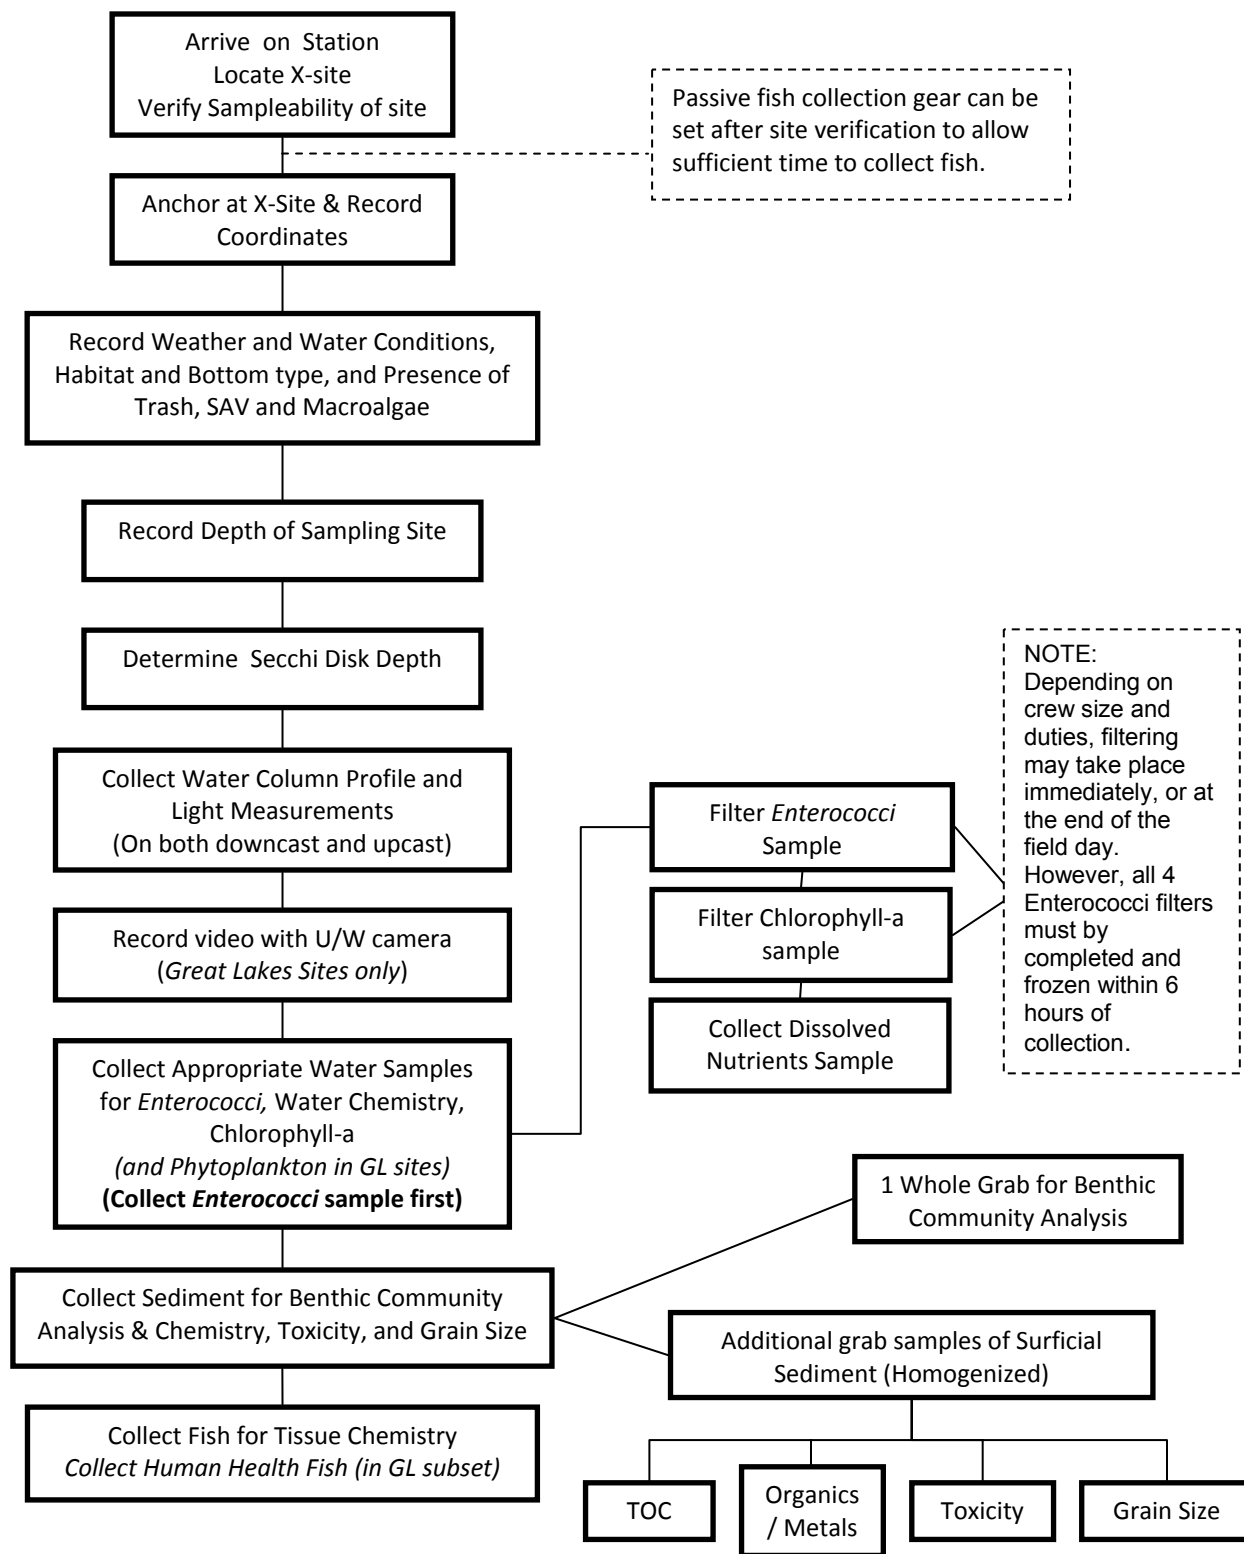 Arrive on Station
Locate X-site
Verify Sampleability of site
Passive fish collection gear can be
set after site verification to allow
sufficient time to collect fish.
Anchor at X-Site & Record
Coordinates
Record Weather and Water Conditions,
Habitat and Bottom type, and Presence of
Trash, SAV and Macroalgae
Record Depth of Sampling Site
Determine Secchi Disk Depth
Collect Water Column Profile and
Light Measurements
(On both downcast and upcast)
Record video with U/W camera
(Great Lakes Sites only)
Collect Appropriate Water Samples
for Enterococci, Water Chemistry,
Chlorophyll-a
(and Phytoplankton in GL sites)
(Collect Enterococci sample first)
Filter Enterococci
Sample
Filter Chlorophyll-a
sample
Collect Dissolved
Nutrients Sample
NOTE:
Depending on
crew size and
duties, filtering
may take place
immediately, or at
the end of the
field day.
However, all 4
Enterococci filters
must by
completed and
frozen within 6
hours of
collection.
Collect Sediment for Benthic Community
Analysis & Chemistry, Toxicity, and Grain Size
1 Whole Grab for Benthic
Community Analysis
Additional grab samples of Surficial
Sediment (Homogenized)
TOC
Organics
/ Metals
Toxicity
Grain Size
Collect Fish for Tissue Chemistry
Collect Human Health Fish (in GL subset)